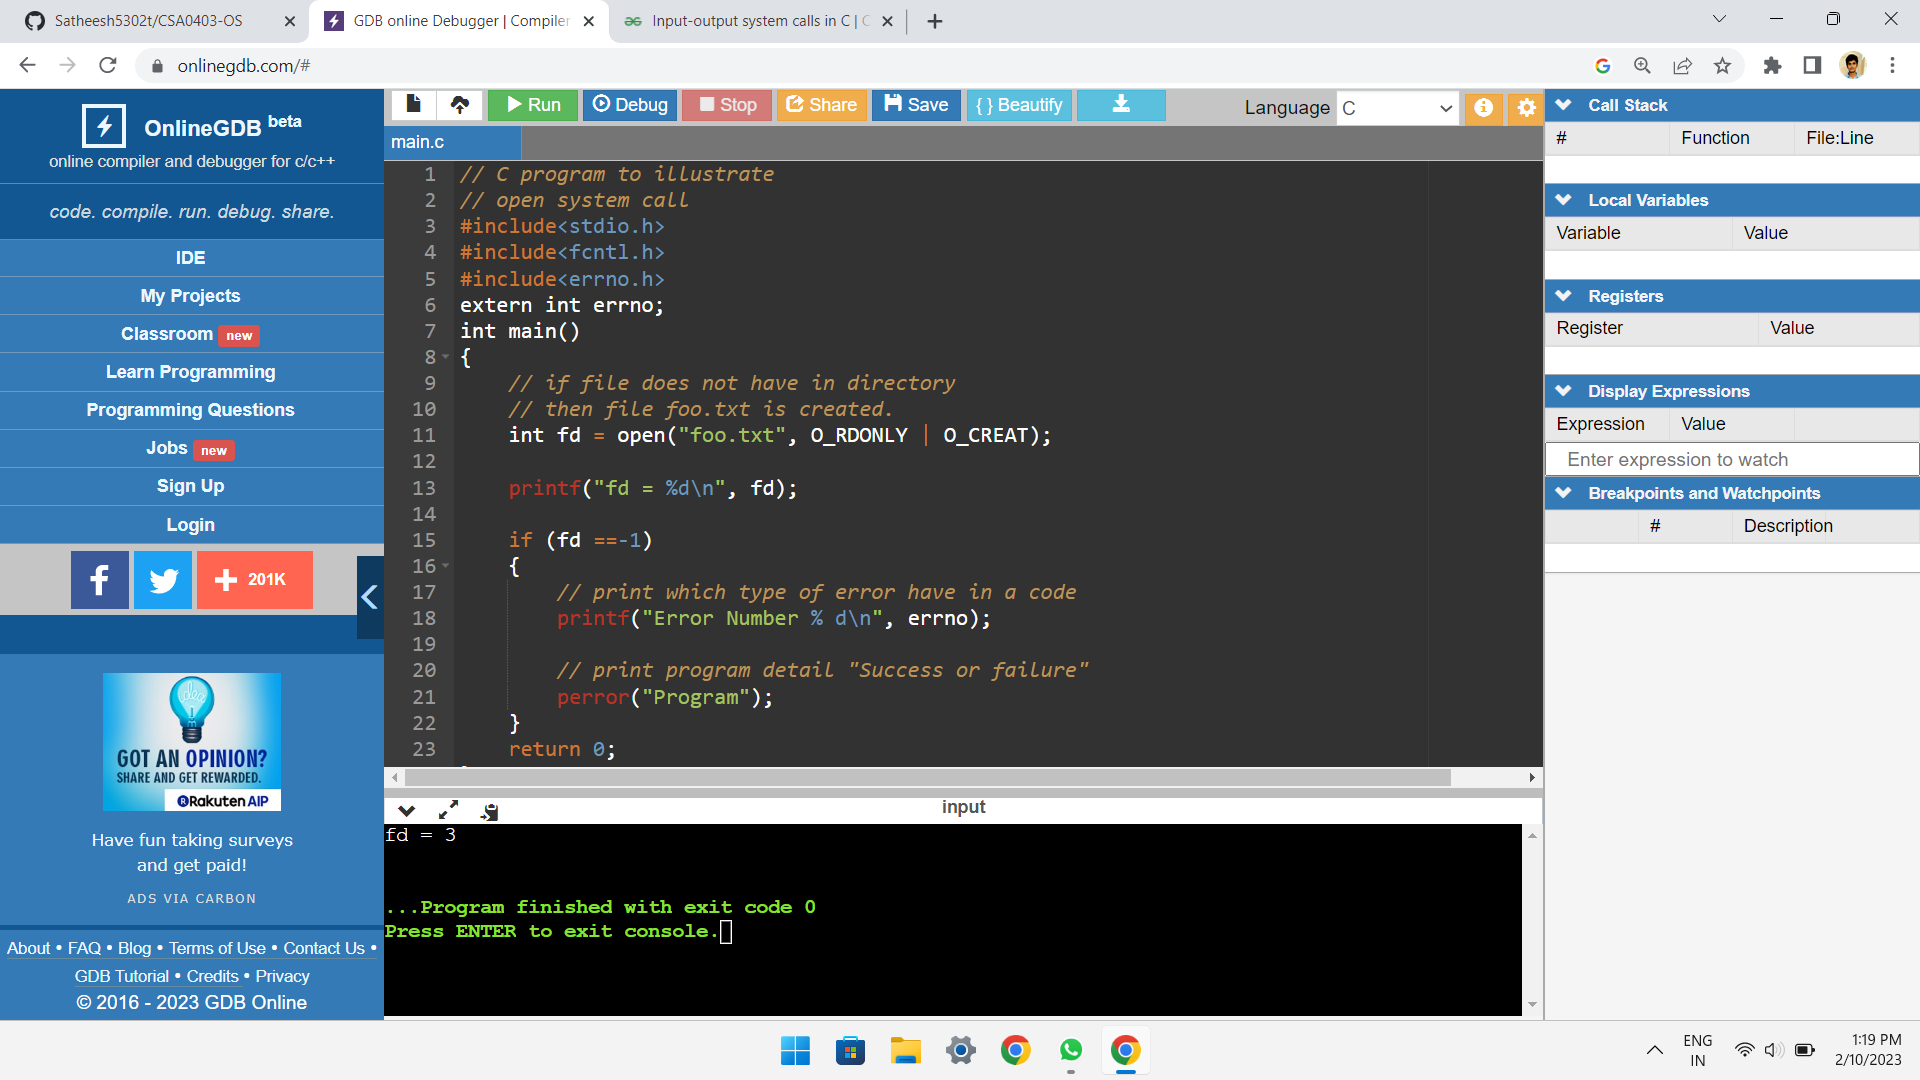 Satheesh5302t/CSA0403-OS
GDB online Debugger | Compiler
Input-output system calls in C | C
onlinegdb.com/#
OnlineGDB beta
online compiler and debugger for c/c++
code. compile. run. debug. share.
IDE
My Projects
Classroom new
Learn Programming
Programming Questions
Jobs new
Sign Up
Login
f
+ 201K
idea
GOT AN OPINION?
SHARE AND GET REWARDED.
Rakuten AIP
Have fun taking surveys
and get paid!
ADS VIA CARBON
About • FAQ • Blog • Terms of Use • Contact Us •
GDB Tutorial • Credits • Privacy
© 2016 - 2023 GDB Online
Run
Debug
Stop
Share
Save
{ } Beautify
Language C
main.c
1 // C program to illustrate
2 // open system call
3 #include<stdio.h>
4 #include<fcntl.h>
5 #include<errno.h>
6 extern int errno;
7 int main()
8 {
9 // if file does not have in directory
10 // then file foo.txt is created.
11 int fd = open("foo.txt", O_RDONLY | O_CREAT);
12
13 printf("fd = %d\n", fd);
14
15 if (fd ==-1)
16 {
17 // print which type of error have in a code
18 printf("Error Number % d\n", errno);
19
20 // print program detail "Success or failure"
21 perror("Program");
22 }
23 return 0;
input
fd = 3
...Program finished with exit code 0
Press ENTER to exit console.
Call Stack
# Function File:Line
Local Variables
Variable Value
Registers
Register Value
Display Expressions
Expression Value
Enter expression to watch
Breakpoints and Watchpoints
# Description
ENG
IN
1:19 PM
2/10/2023